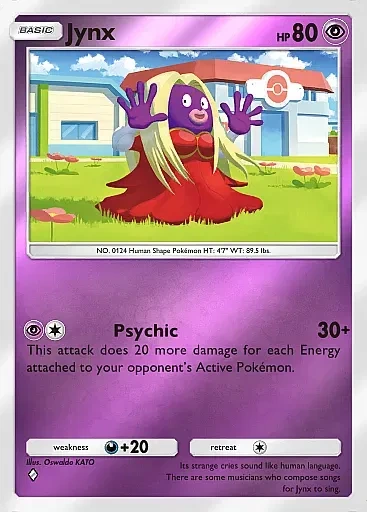 BASIC
Jynx
HP 80
NO. 0124 Human Shape Pokémon HT: 4'7" WT: 89.5 lbs.
Psychic 30+
This attack does 20 more damage for each Energy
attached to your opponent's Active Pokémon.
weakness +20 retreat
Illus. Oswaldo KATO
Its strange cries sound like human language.
There are some musicians who compose songs
for Jynx to sing.